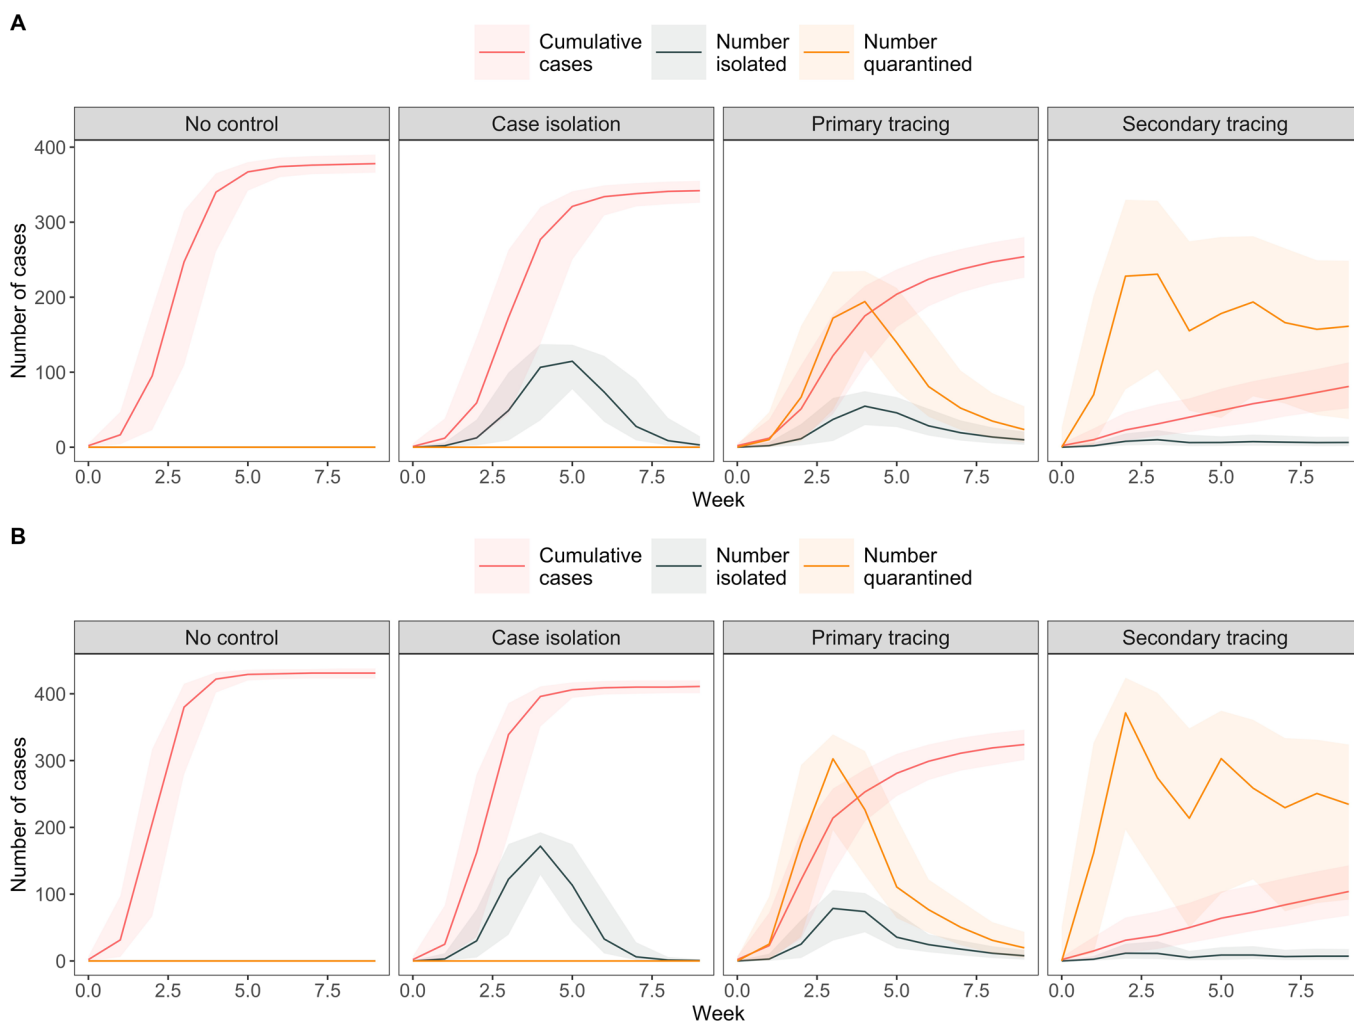 A
Cumulative cases
Number isolated
Number quarantined
No control
Case isolation
Primary tracing
Secondary tracing
Number of cases
400
300
200
100
0
0.0 2.5 5.0 7.5
0.0 2.5 5.0 7.5
0.0 2.5 5.0 7.5
0.0 2.5 5.0 7.5
Week
B
Cumulative cases
Number isolated
Number quarantined
No control
Case isolation
Primary tracing
Secondary tracing
Number of cases
400
300
200
100
0
0.0 2.5 5.0 7.5
0.0 2.5 5.0 7.5
0.0 2.5 5.0 7.5
0.0 2.5 5.0 7.5
Week